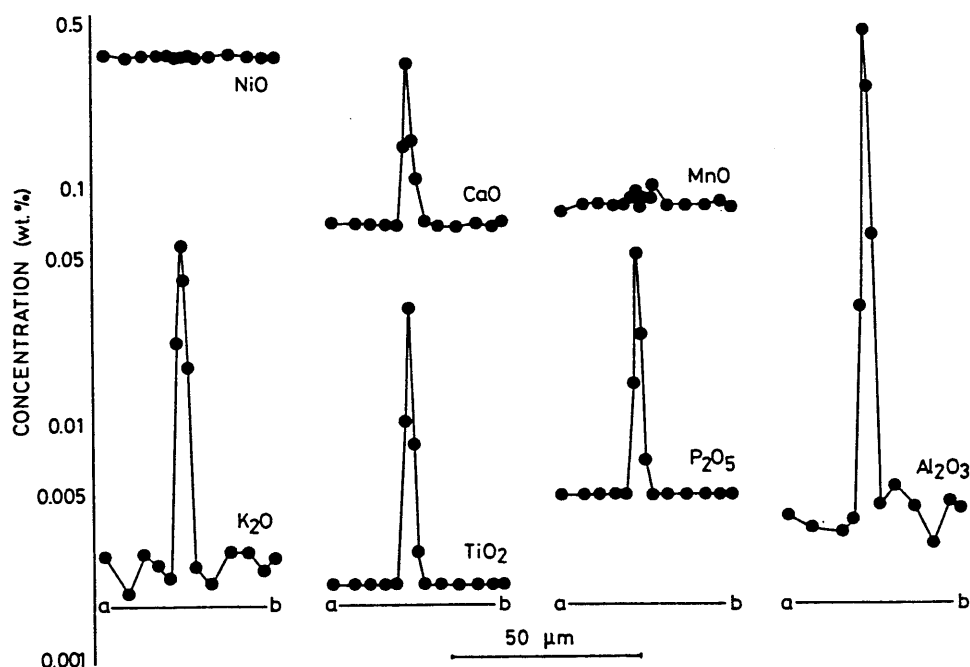 0.5
NiO
CaO
MnO
0.1
0.05
CONCENTRATION (wt.%)
0.01
0.005
0.001
K2O
TiO2
P2O5
Al2O3
a b
a b
a b
a b
50 μm